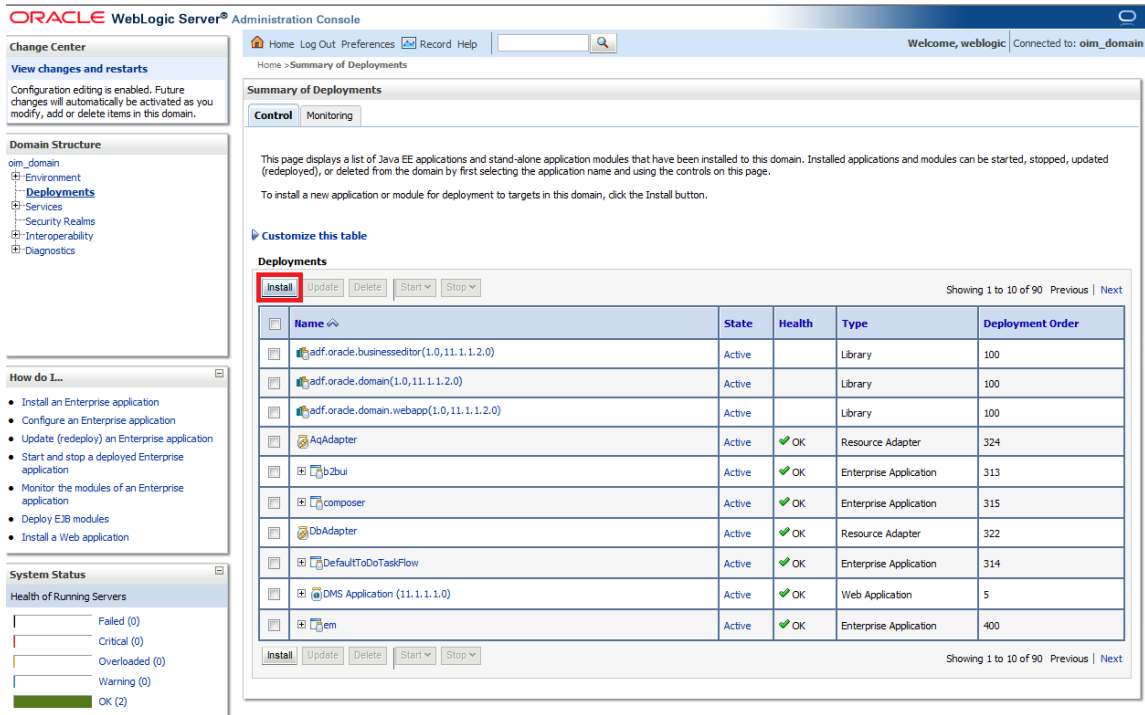 ORACLE WebLogic Server® Administration Console
Change Center
View changes and restarts
Configuration editing is enabled. Future
changes will automatically be activated as you
modify, add or delete items in this domain.
Domain Structure
oim_domain
Environment
Deployments
Services
Security Realms
Interoperability
Diagnostics
How do I...
Install an Enterprise application
Configure an Enterprise application
Update (redeploy) an Enterprise application
Start and stop a deployed Enterprise
application
Monitor the modules of an Enterprise
application
Deploy EJB modules
Install a Web application
System Status
Health of Running Servers
Failed (0)
Critical (0)
Overloaded (0)
Warning (0)
OK (2)
Home Log Out Preferences Record Help
Welcome, weblogic Connected to: oim_domain
Home >Summary of Deployments
Summary of Deployments
Control Monitoring
This page displays a list of Java EE applications and stand-alone application modules that have been installed to this domain. Installed applications and modules can be started, stopped, updated
(redeployed), or deleted from the domain by first selecting the application name and using the controls on this page.
To install a new application or module for deployment to targets in this domain, click the Install button.
Customize this table
Deployments
Install Update Delete Start Stop Showing 1 to 10 of 90 Previous | Next
Name State Health Type Deployment Order
adf.oracle.businesseditor(1.0,11.1.1.2.0) Active Library 100
adf.oracle.domain(1.0,11.1.1.2.0) Active Library 100
adf.oracle.domain.webapp(1.0,11.1.1.2.0) Active Library 100
AqAdapter Active OK Resource Adapter 324
b2bui Active OK Enterprise Application 313
composer Active OK Enterprise Application 315
DbAdapter Active OK Resource Adapter 322
DefaultToDoTaskFlow Active OK Enterprise Application 314
DMS Application (11.1.1.1.0) Active OK Web Application 5
em Active OK Enterprise Application 400
Install Update Delete Start Stop Showing 1 to 10 of 90 Previous | Next